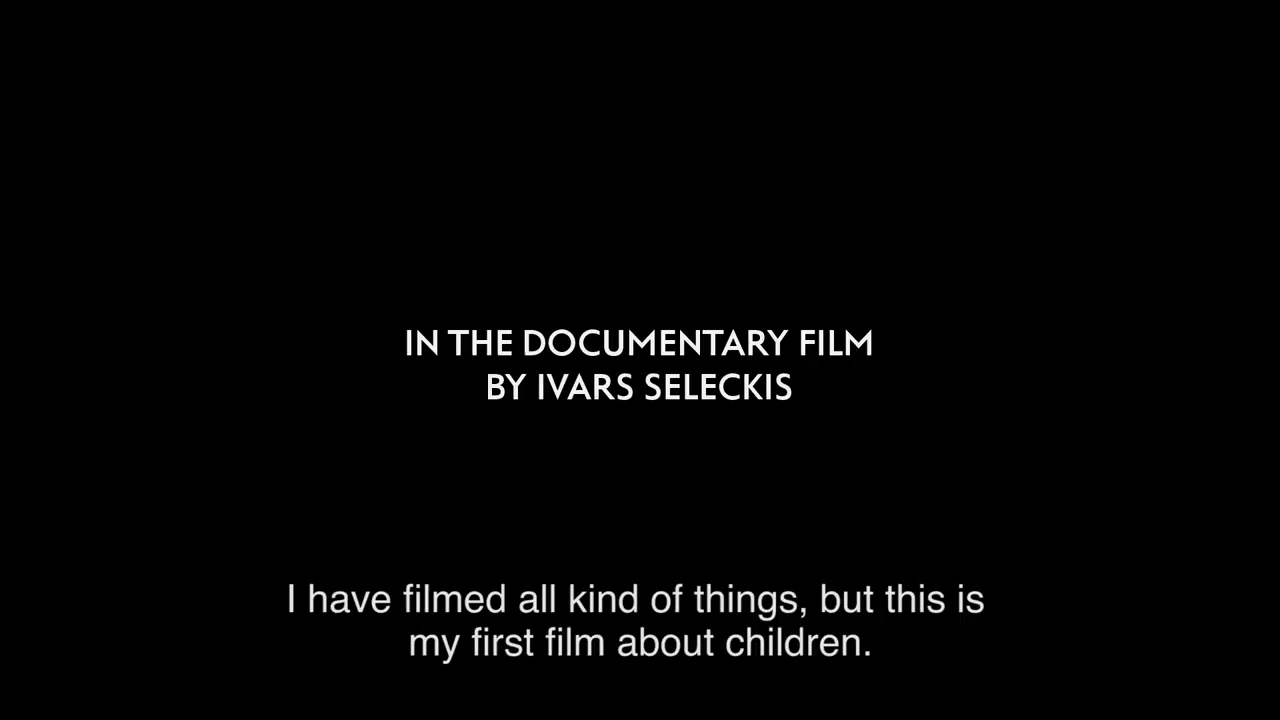 IN THE DOCUMENTARY FILM
BY IVARS SELECKIS
I have filmed all kind of things, but this is
my first film about children.